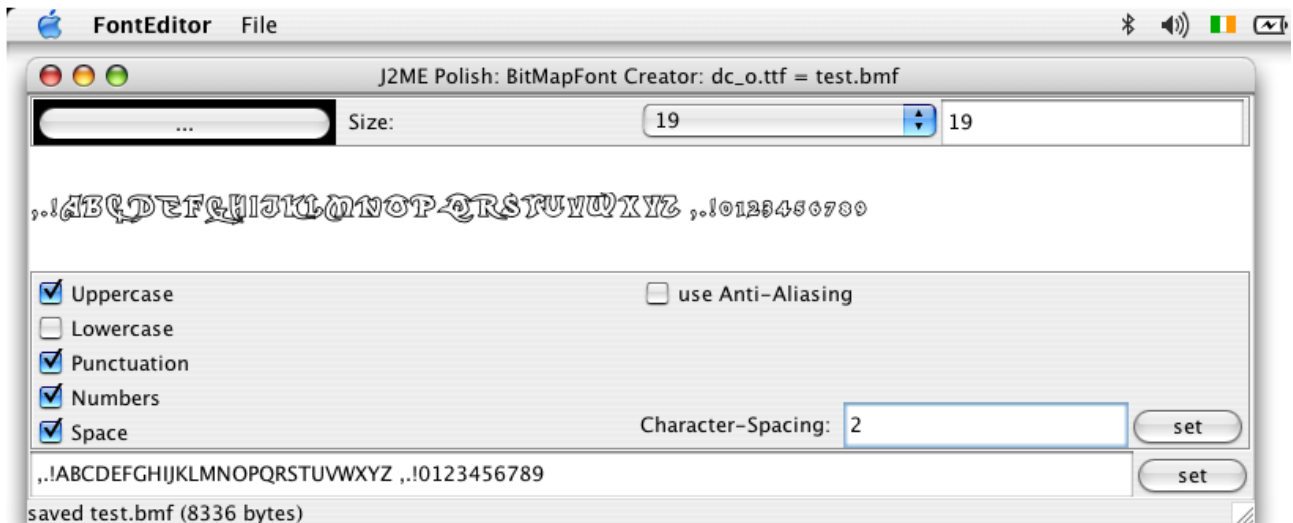 FontEditor File
J2ME Polish: BitMapFont Creator: dc_o.ttf = test.bmf
... Size: 19 19
,.!ABCDEFGHIJKLMNOPQRSTUVWXYZ ,.!0123456789
Uppercase use Anti-Aliasing
Lowercase
Punctuation
Numbers
Space Character-Spacing: 2 set
,.!ABCDEFGHIJKLMNOPQRSTUVWXYZ ,.!0123456789 set
saved test.bmf (8336 bytes)